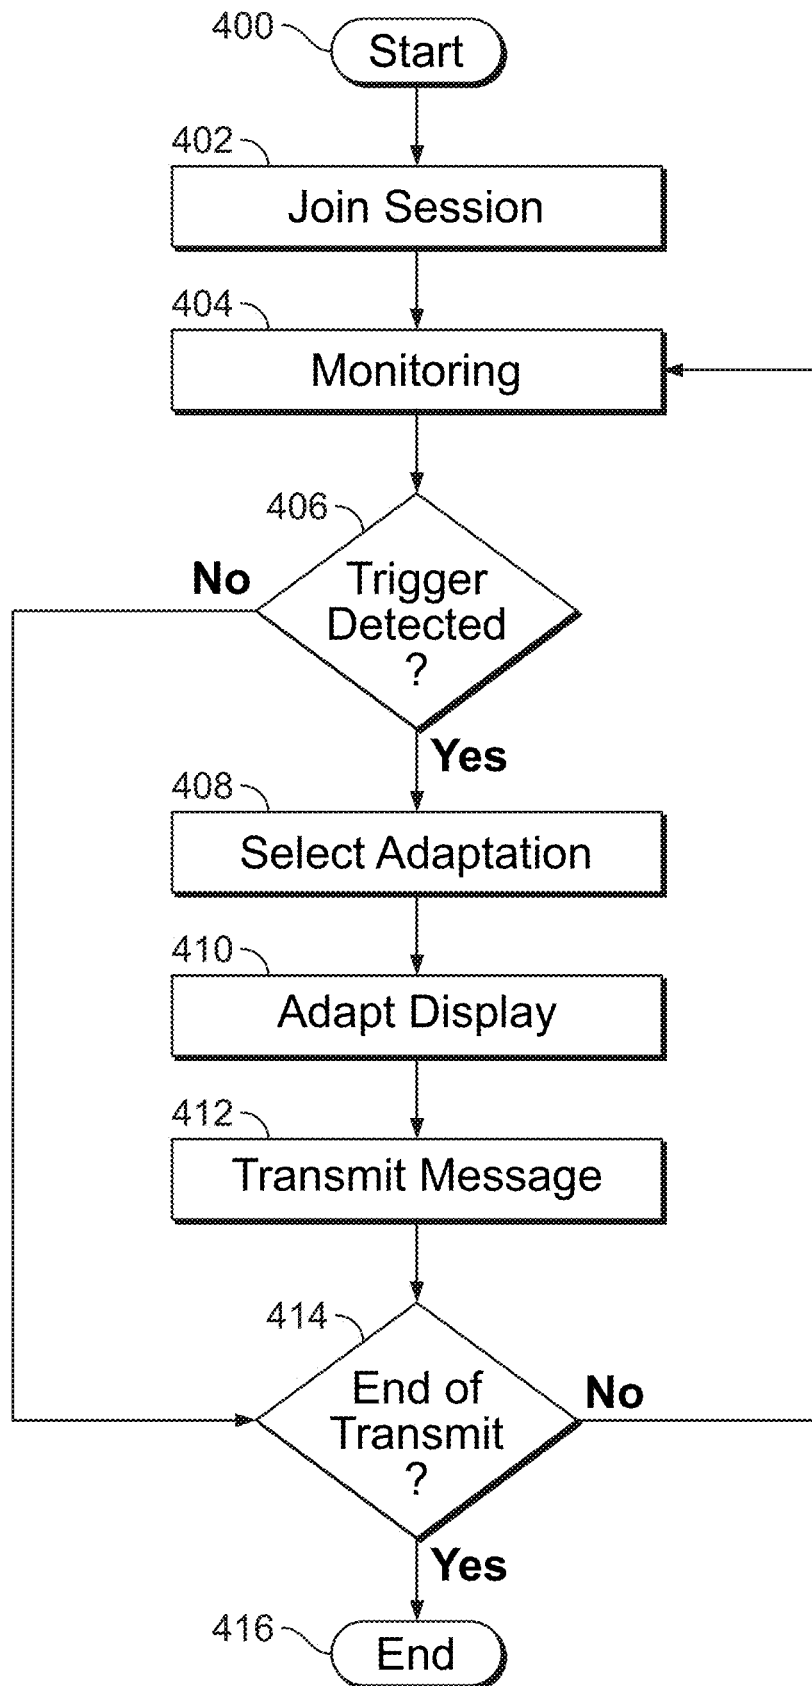 400
Start
402
Join Session
404
Monitoring
406
No
Trigger
Detected
?
Yes
408
Select Adaptation
410
Adapt Display
412
Transmit Message
414
End of
Transmit
?
No
Yes
416
End